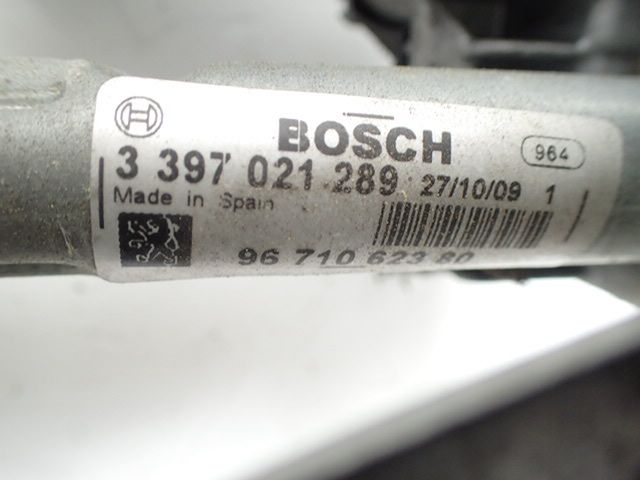 BOSCH 964
3 397 021 289 27/10/09 1
Made in Spain
96 710 623 80